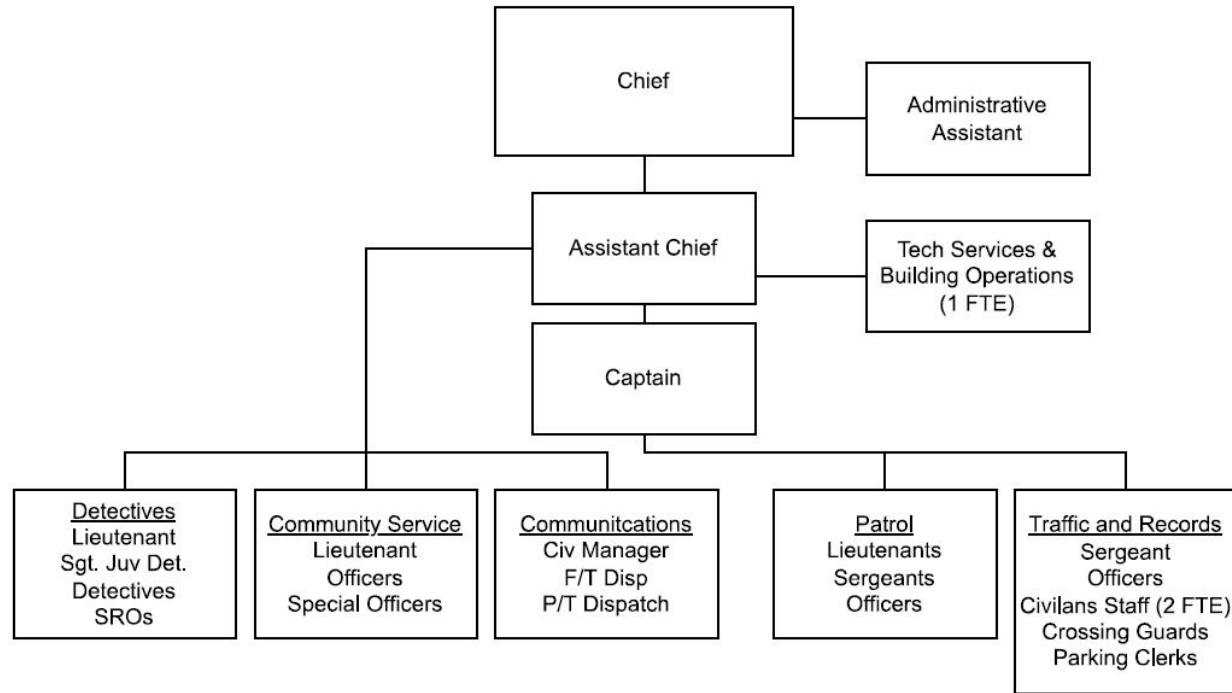 Chief
Administrative
Assistant
Assistant Chief
Tech Services &
Building Operations
(1 FTE)
Captain
Detectives
Lieutenant
Sgt. Juv Det.
Detectives
SROs
Community Service
Lieutenant
Officers
Special Officers
Communitcations
Civ Manager
F/T Disp
P/T Dispatch
Patrol
Lieutenants
Sergeants
Officers
Traffic and Records
Sergeant
Officers
Civilans Staff (2 FTE)
Crossing Guards
Parking Clerks